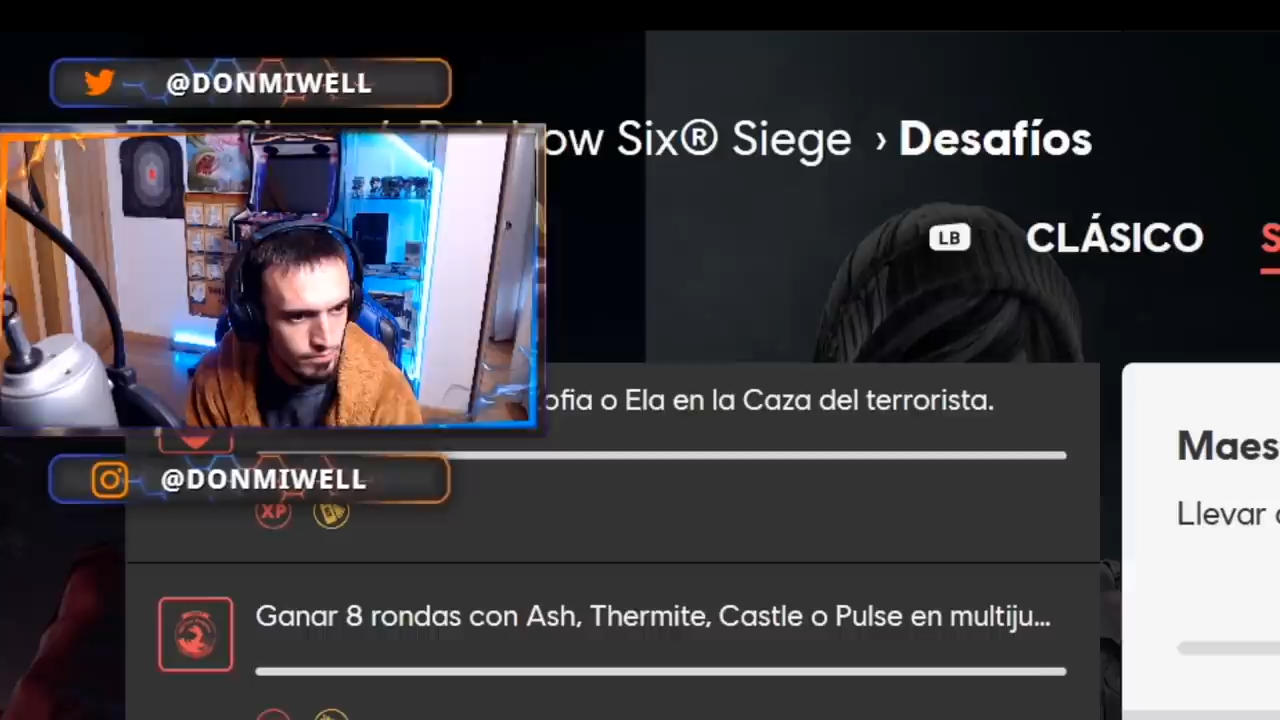 @DONMIWELL
ow Six® Siege › Desafíos
LB CLÁSICO S
ofia o Ela en la Caza del terrorista.
Maes
@DONMIWELL
Llevar
XP
Ganar 8 rondas con Ash, Thermite, Castle o Pulse en multiju...